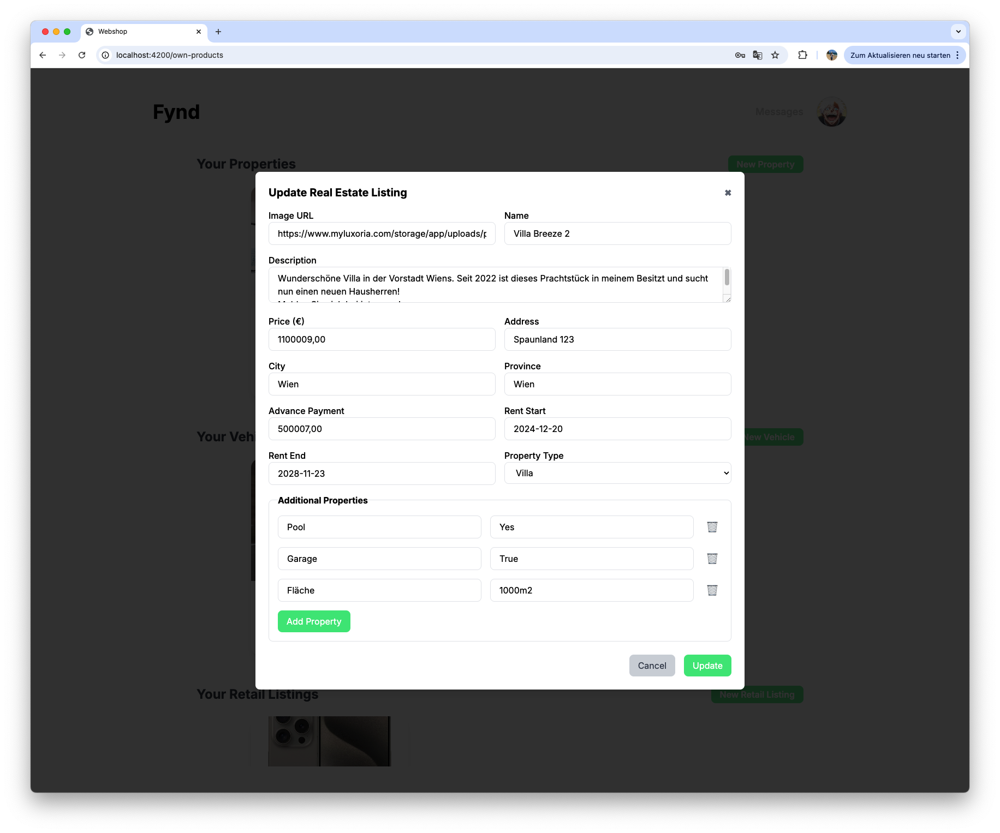 Webshop
localhost:4200/own-products
Zum Aktualisieren neu starten
Fynd
Messages
Your Properties
New Property
Update Real Estate Listing
Image URL
Name
https://www.myluxoria.com/storage/app/uploads/p
Villa Breeze 2
Description
Wunderschöne Villa in der Vorstadt Wiens. Seit 2022 ist dieses Prachtstück in meinem Besitzt und sucht
nun einen neuen Hausherren!
Price (€)
Address
1100009,00
Spaunland 123
City
Province
Wien
Wien
Advance Payment
Rent Start
500007,00
2024-12-20
Your Vehi
New Vehicle
Rent End
Property Type
2028-11-23
Villa
Additional Properties
Pool
Yes
Garage
True
Fläche
1000m2
Add Property
Cancel
Update
Your Retail Listings
New Retail Listing